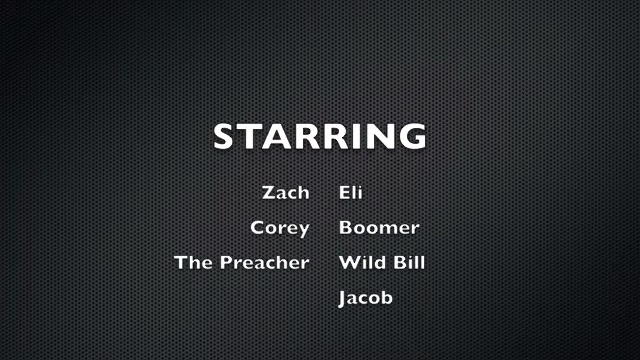 STARRING
Zach Eli
Corey Boomer
The Preacher Wild Bill
Jacob